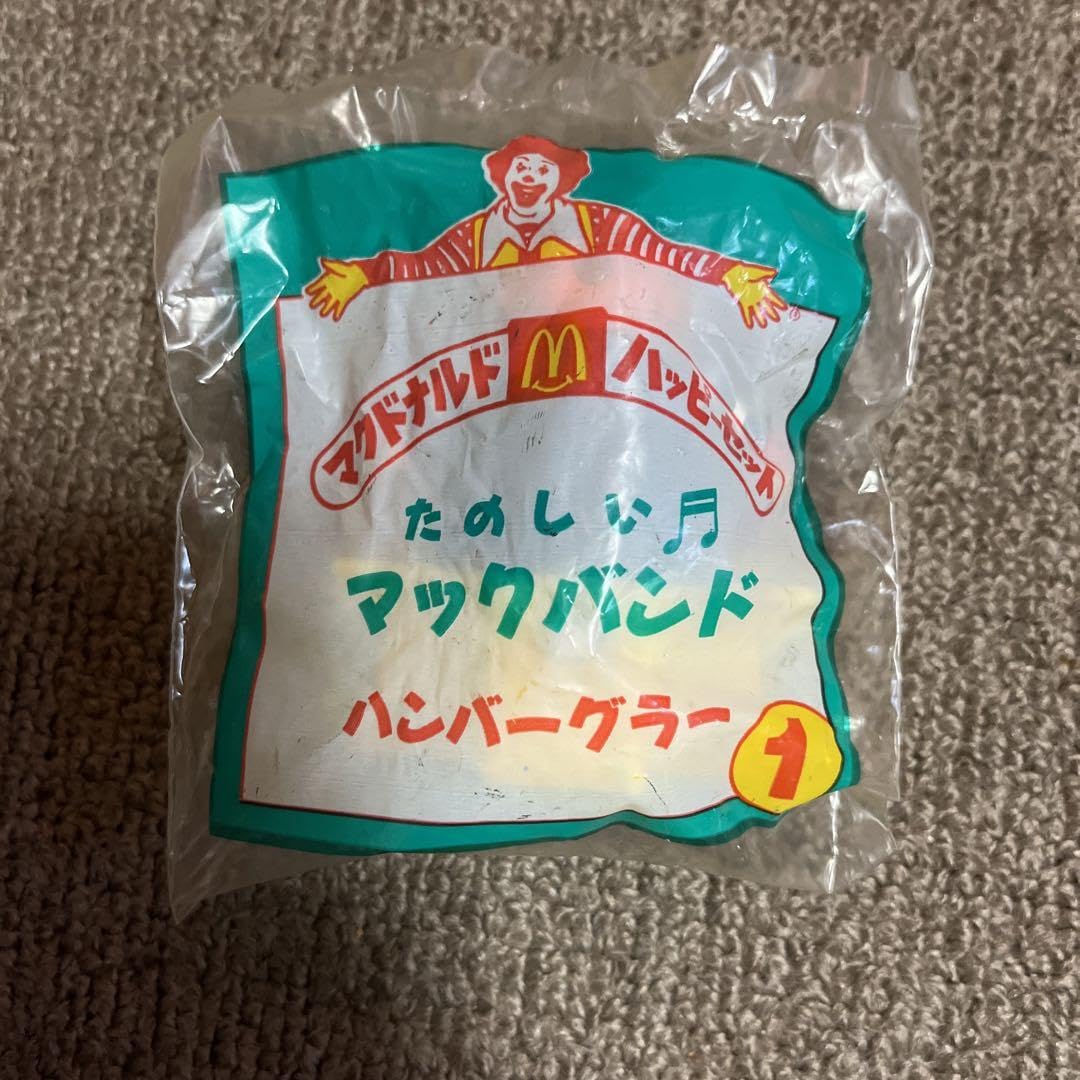 マクドナルド M ハッピーセット
たのしい♬
マックバンド
ハンバーグラー
1